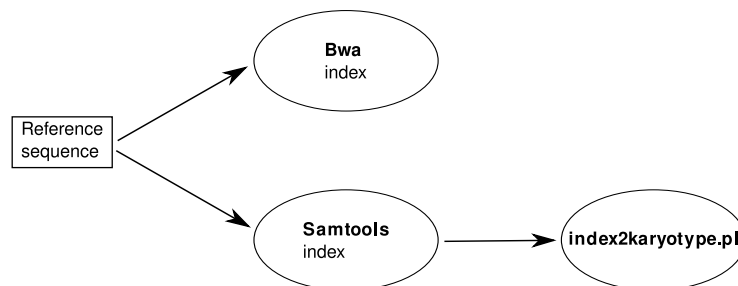 Bwa
index
Reference
sequence
Samtools
index
index2karyotype.pl